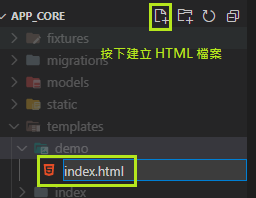 APP_CORE
fixtures
按下建立 HTML 檔案
migrations
models
static
templates
demo
index.html
index